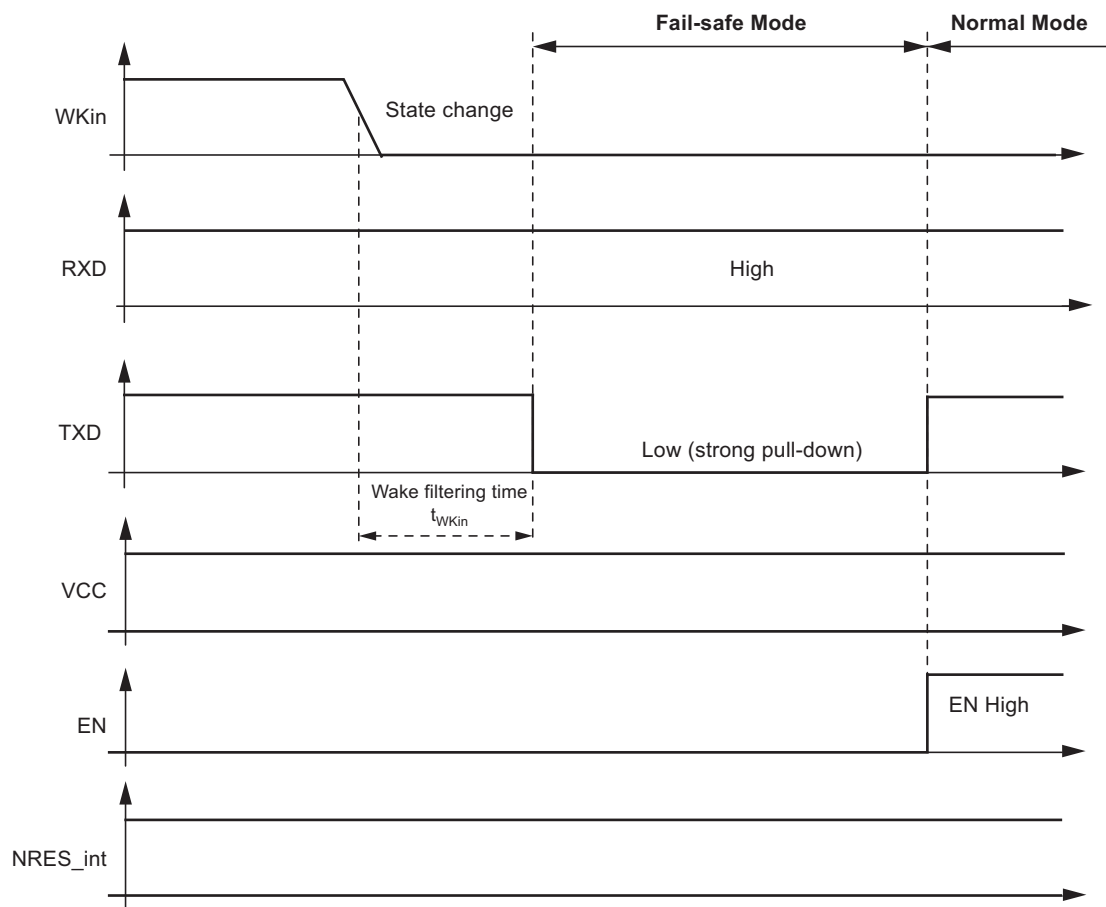 Fail-safe Mode
Normal Mode
WKin
State change
RXD
High
TXD
Low (strong pull-down)
Wake filtering time
tWKin
VCC
EN
EN High
NRES_int